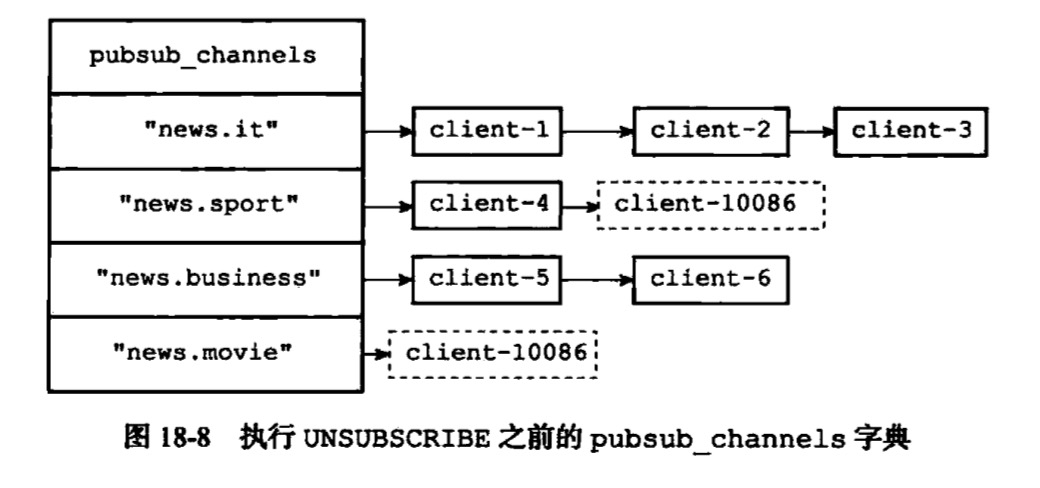 pubsub_channels
"news.it" client-1 client-2 client-3
"news.sport" client-4 client-10086
"news.business" client-5 client-6
"news.movie" client-10086
图 18-8 执行 UNSUBSCRIBE 之前的 pubsub_channels 字典